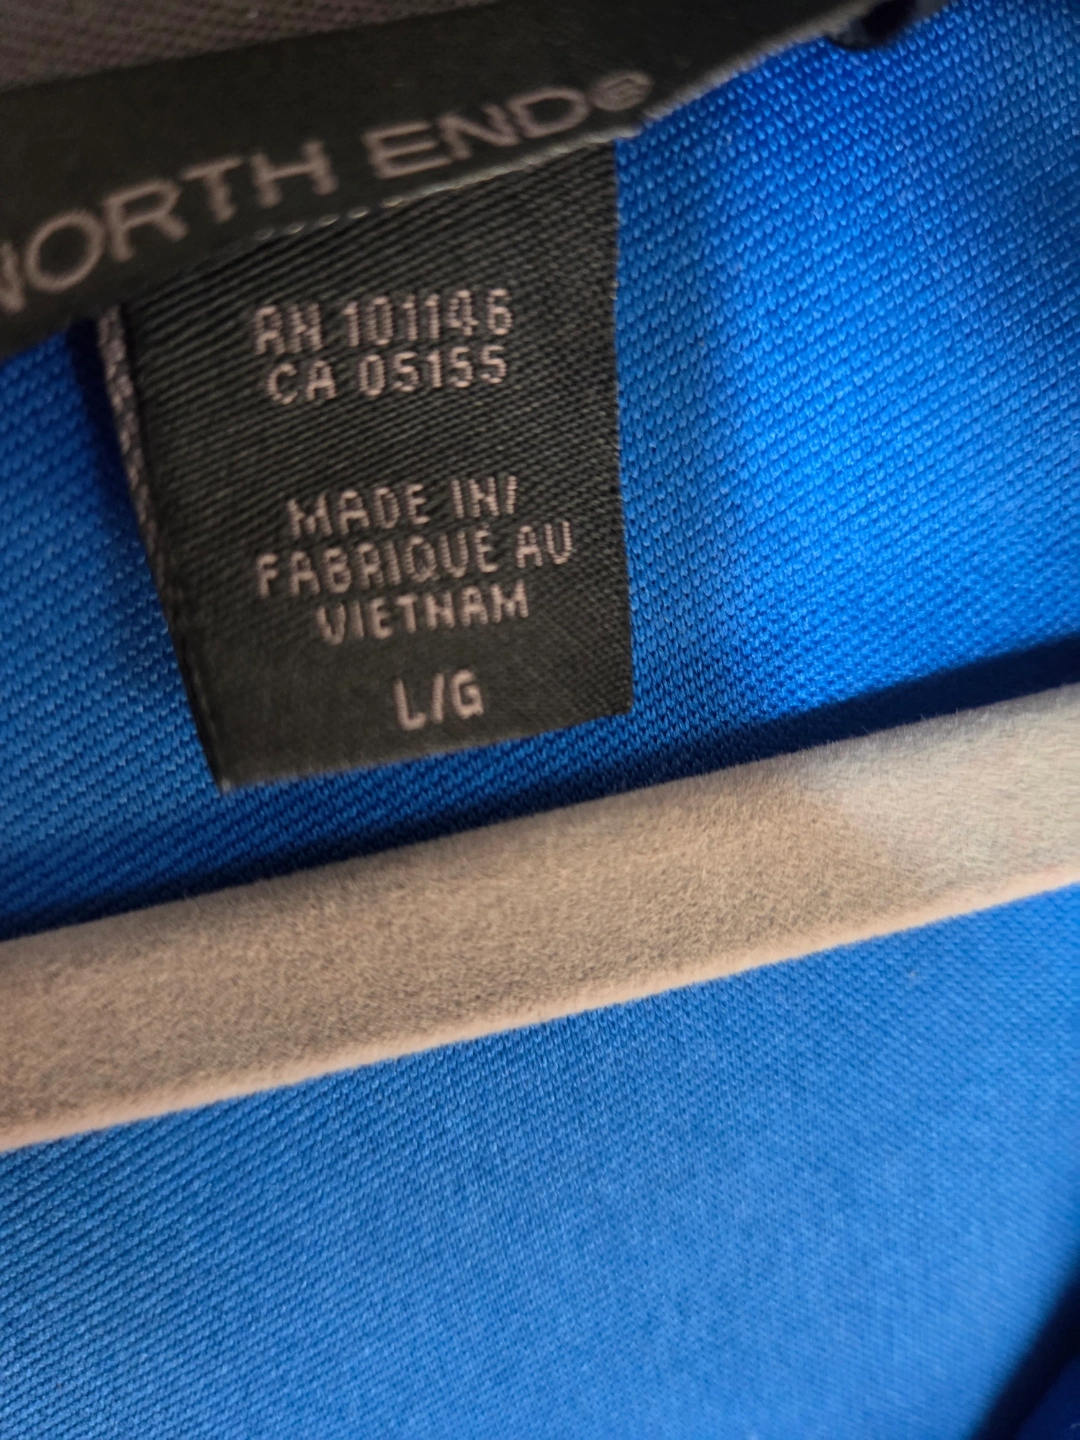 NORTH END®
RN 101146
CA 05155
MADE IN/
FABRIQUE AU
VIETNAM
L/G